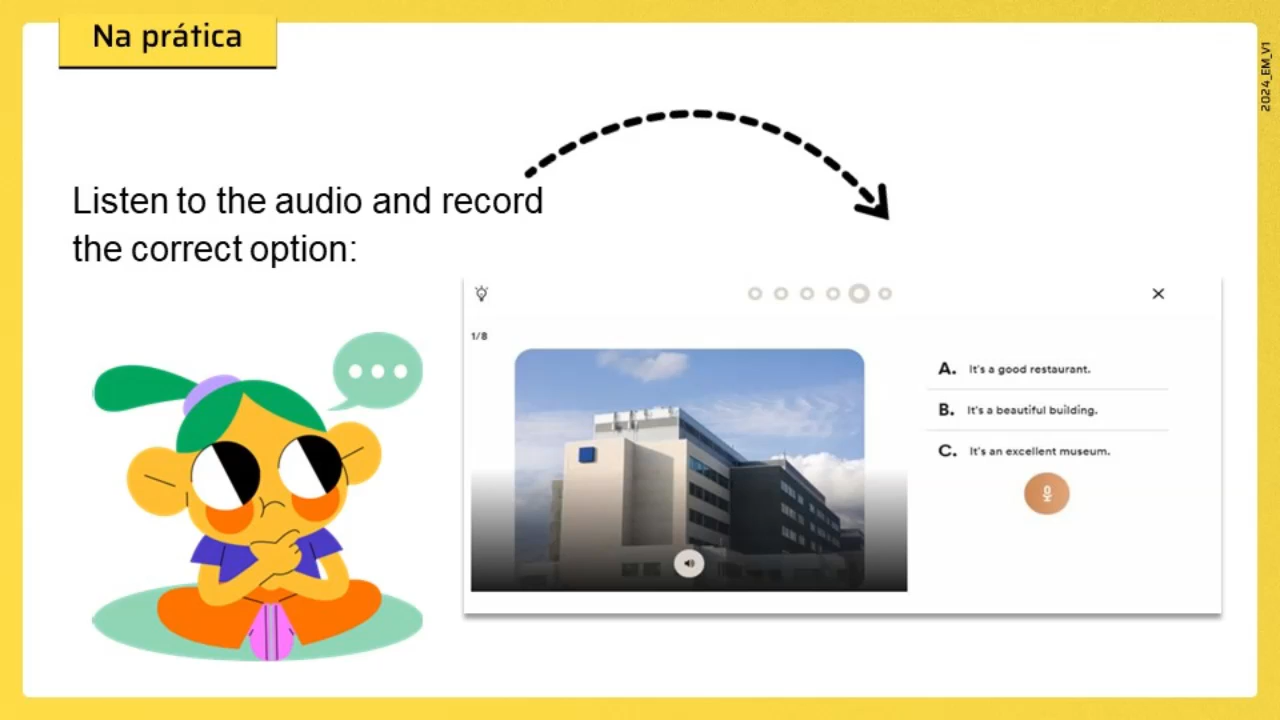 Na prática
2024_EM_V1
Listen to the audio and record
the correct option:
1/8
A. It's a good restaurant.
B. It's a beautiful building.
C. It's an excellent museum.